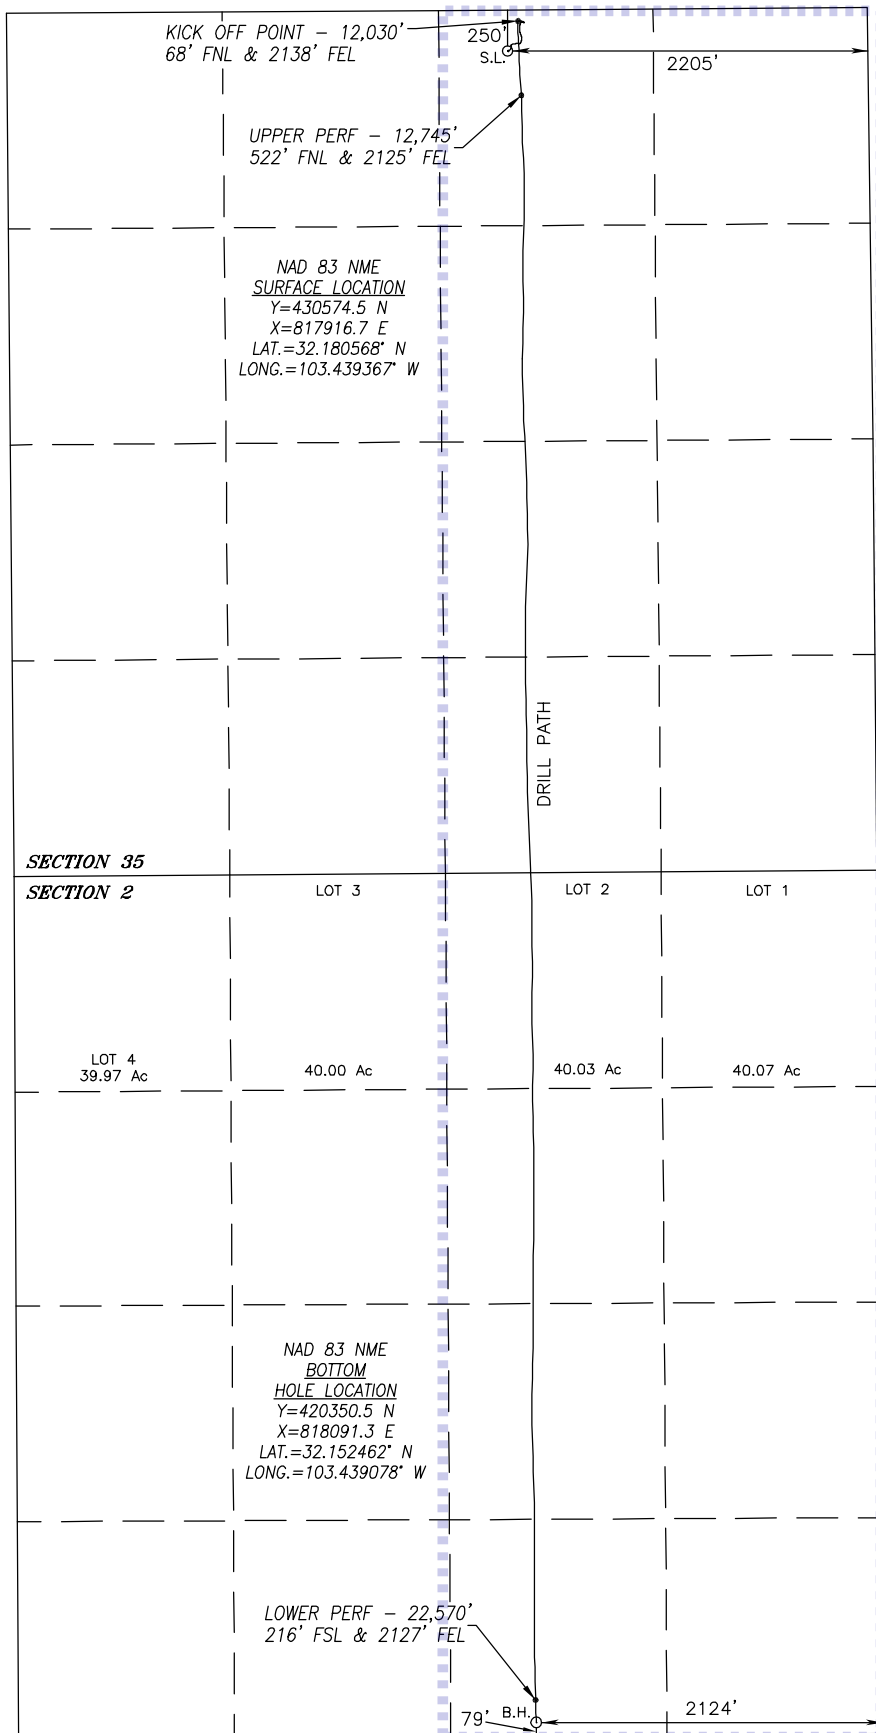 KICK OFF POINT - 12,030'
68' FNL & 2138' FEL
250'
S.L.
2205'
UPPER PERF - 12,745'
522' FNL & 2125' FEL
NAD 83 NME
SURFACE LOCATION
Y=430574.5 N
X=817916.7 E
LAT.=32.180568° N
LONG.=103.439367° W
DRILL PATH
SECTION 35
SECTION 2
LOT 3
LOT 2
LOT 1
LOT 4
39.97 Ac
40.00 Ac
40.03 Ac
40.07 Ac
NAD 83 NME
BOTTOM
HOLE LOCATION
Y=420350.5 N
X=818091.3 E
LAT.=32.152462° N
LONG.=103.439078° W
LOWER PERF - 22,570'
216' FSL & 2127' FEL
79'
B.H.
2124'